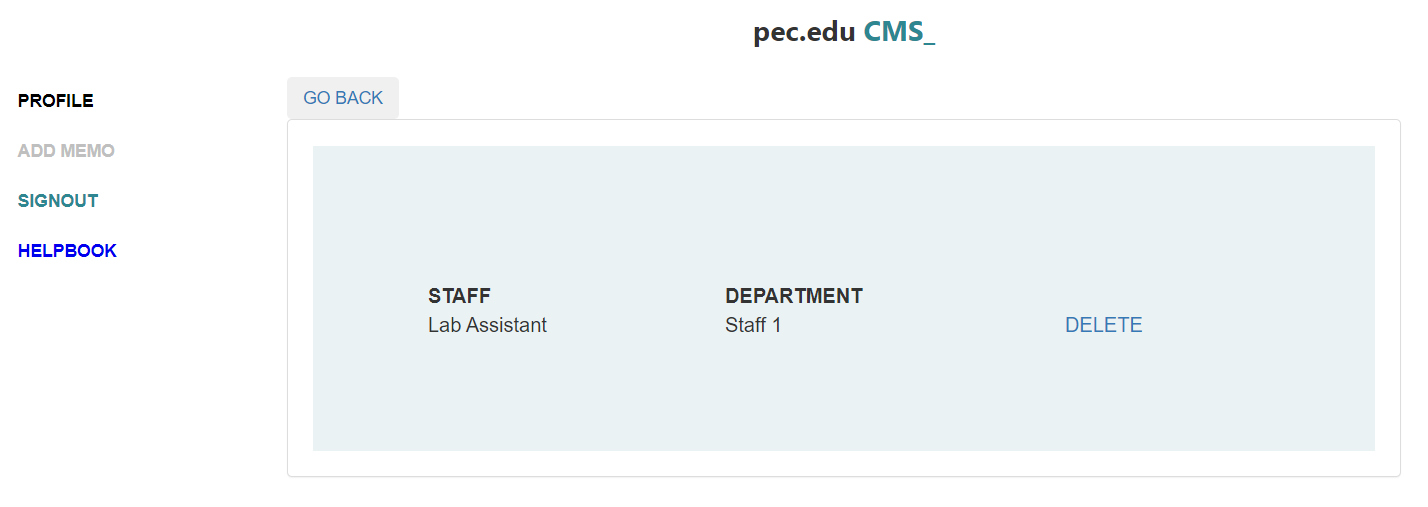 pec.edu CMS_
PROFILE
ADD MEMO
SIGNOUT
HELPBOOK
GO BACK
STAFF DEPARTMENT
Lab Assistant Staff 1 DELETE